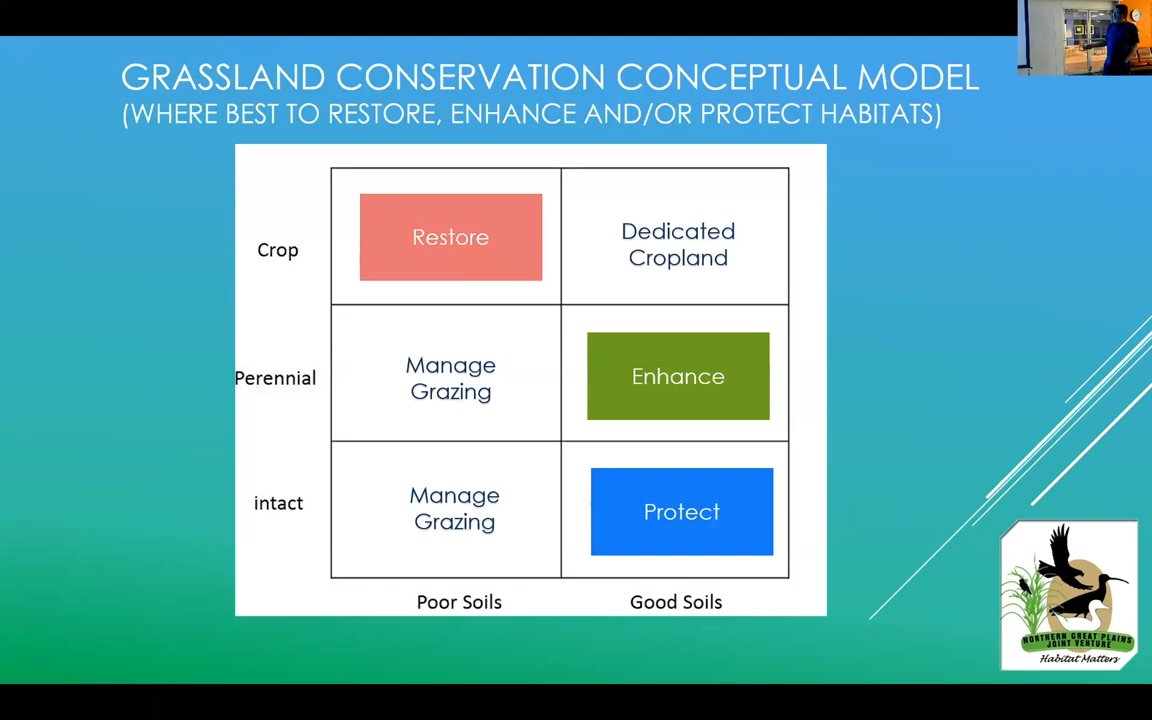 GRASSLAND CONSERVATION CONCEPTUAL MODEL
(WHERE BEST TO RESTORE, ENHANCE AND/OR PROTECT HABITATS)
Crop
Restore
Dedicated
Cropland
Perennial
Manage
Grazing
Enhance
intact
Manage
Grazing
Protect
Poor Soils
Good Soils
NORTHERN GREAT PLAINS
JOINT VENTURE
Habitat Matters